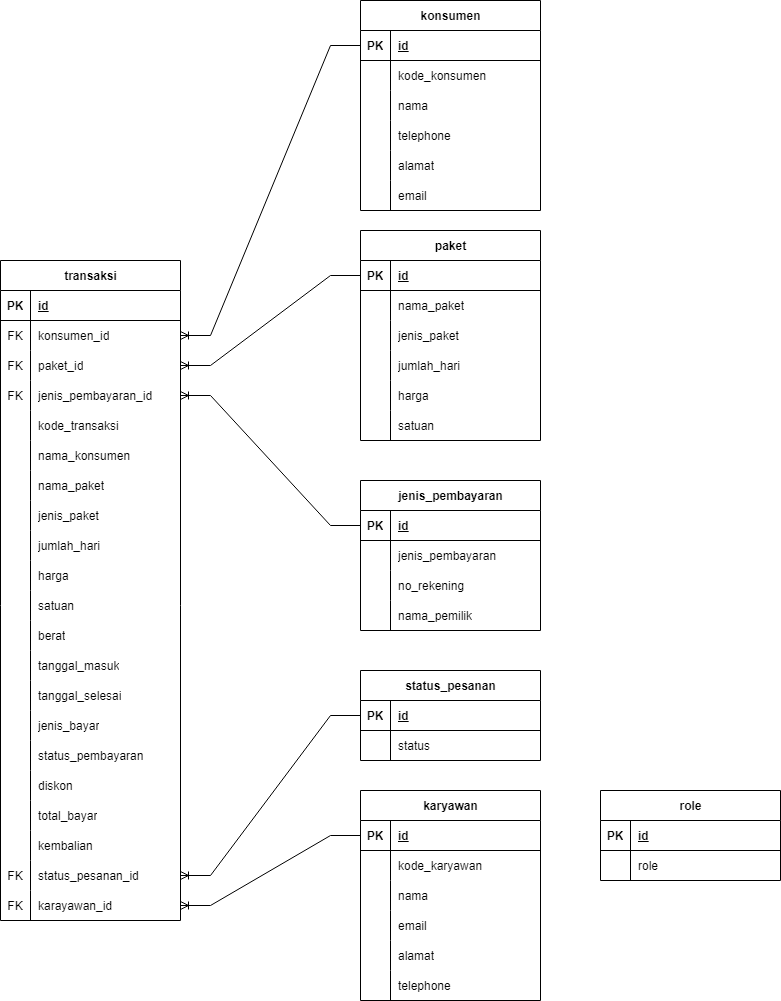 konsumen
PK id
kode_konsumen
nama
telephone
alamat
email
paket
PK id
nama_paket
jenis_paket
jumlah_hari
harga
satuan
transaksi
PK id
FK konsumen_id
FK paket_id
FK jenis_pembayaran_id
kode_transaksi
nama_konsumen
nama_paket
jenis_paket
jumlah_hari
harga
satuan
berat
tanggal_masuk
tanggal_selesai
jenis_bayar
status_pembayaran
diskon
total_bayar
kembalian
FK status_pesanan_id
FK karayawan_id
jenis_pembayaran
PK id
jenis_pembayaran
no_rekening
nama_pemilik
status_pesanan
PK id
status
karyawan
PK id
kode_karyawan
nama
email
alamat
telephone
role
PK id
role